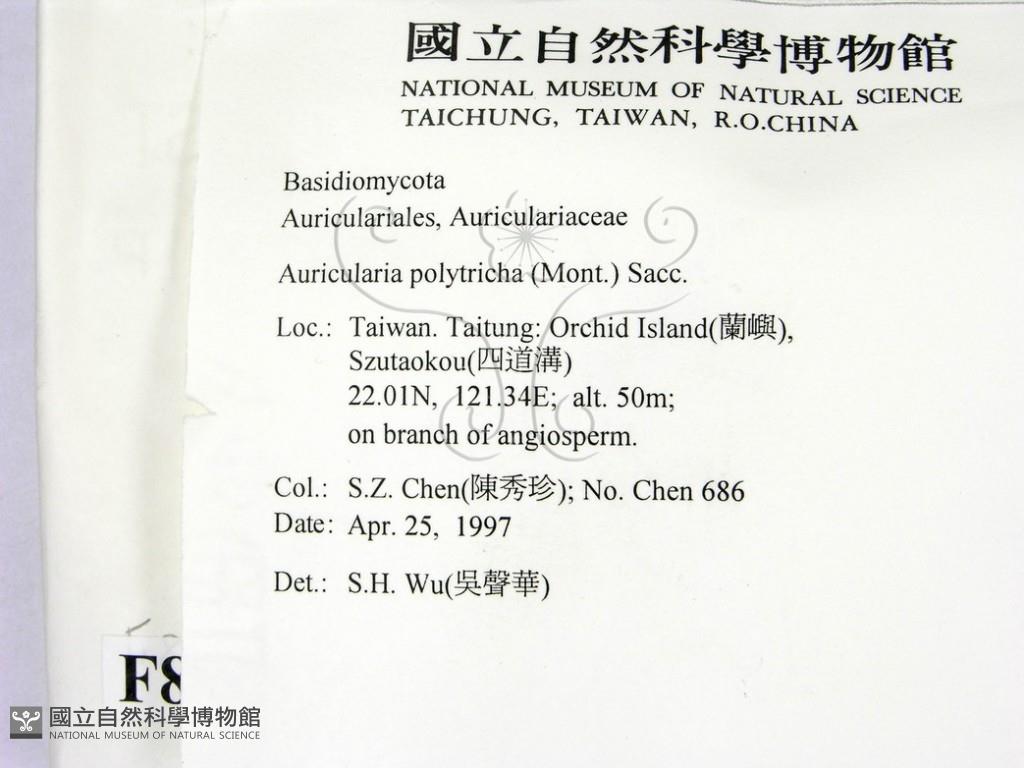 國立自然科學博物館
NATIONAL MUSEUM OF NATURAL SCIENCE
TAICHUNG, TAIWAN, R.O.CHINA
Basidiomycota
Auriculariales, Auriculariaceae
Auricularia polytricha (Mont.) Sacc.
Loc.: Taiwan. Taitung: Orchid Island(蘭嶼),
Szutaokou(四道溝)
22.01N, 121.34E; alt. 50m;
on branch of angiosperm.
Col.: S.Z. Chen(陳秀珍); No. Chen 686
Date: Apr. 25, 1997
Det.: S.H. Wu(吳聲華)
F8
國立自然科學博物館
NATIONAL MUSEUM OF NATURAL SCIENCE